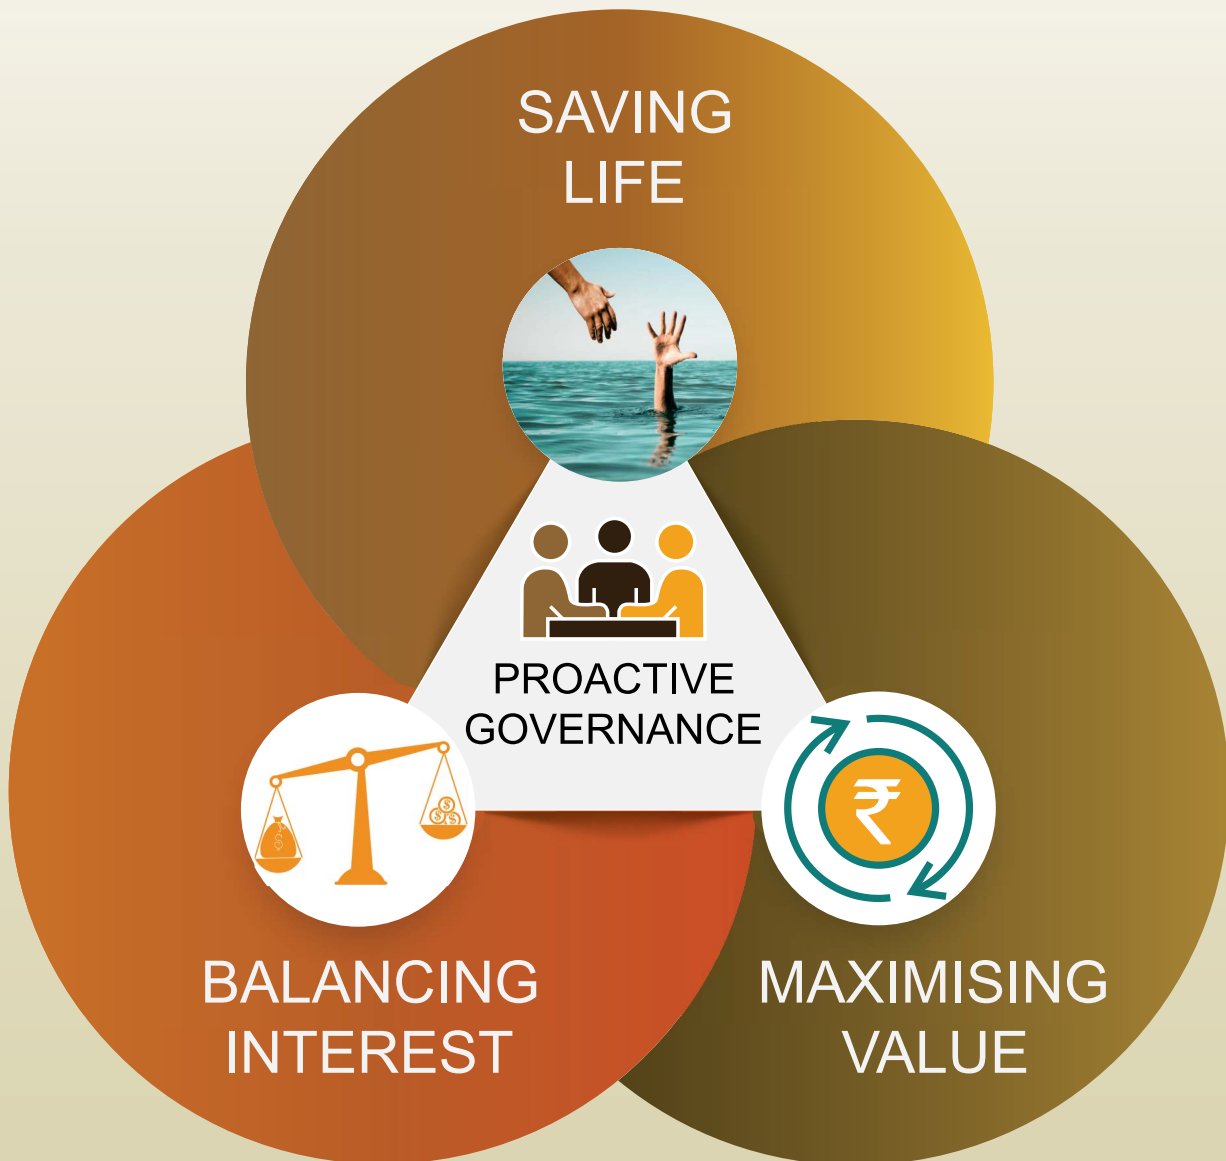 SAVING
LIFE
PROACTIVE
GOVERNANCE
₹
$
$
$
$
BALANCING
INTEREST
MAXIMISING
VALUE